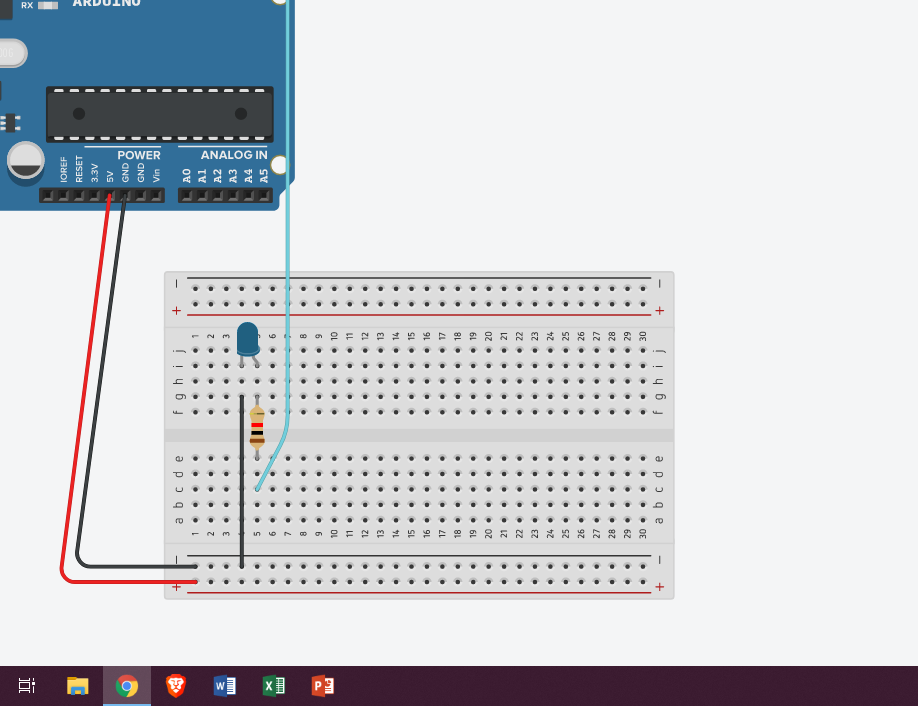 RX
ARDUINO
POWER
ANALOG IN
IOREF
RESET
3.3V
5V
GND
GND
Vin
A0
A1
A2
A3
A4
A5
— —
+ +
1 2 3 5 6 7 8 9 10 11 12 13 14 15 16 17 18 19 20 21 22 23 24 25 26 27 28 29 30
j j
i i
h h
g g
f f
e e
d d
c c
b b
a a
1 2 3 4 5 6 7 8 9 10 11 12 13 14 15 16 17 18 19 20 21 22 23 24 25 26 27 28 29 30
— —
+ +
W
X
P